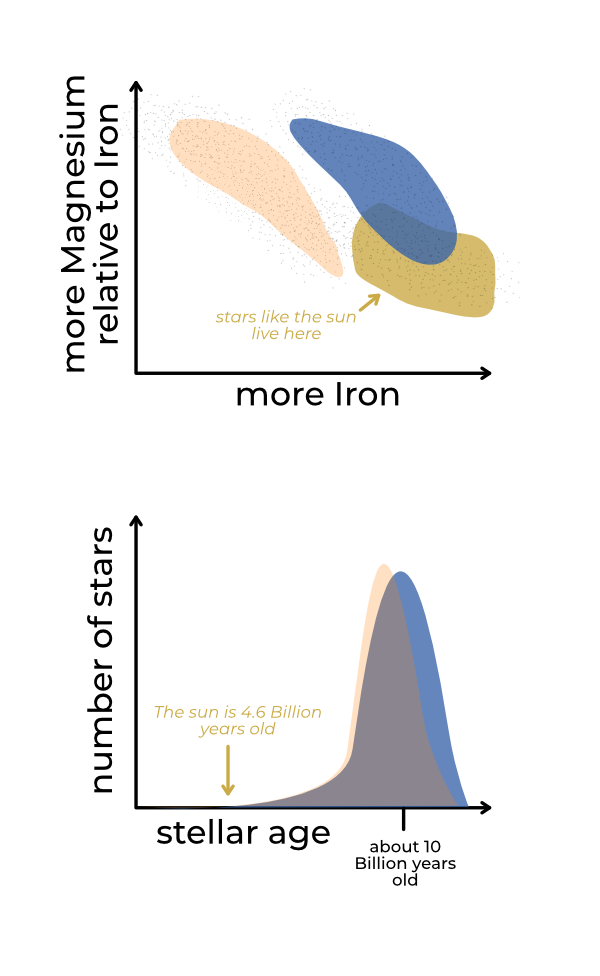 more Magnesium
relative to Iron
stars like the sun
live here
more Iron
number of stars
The sun is 4.6 Billion
years old
stellar age
about 10
Billion years
old